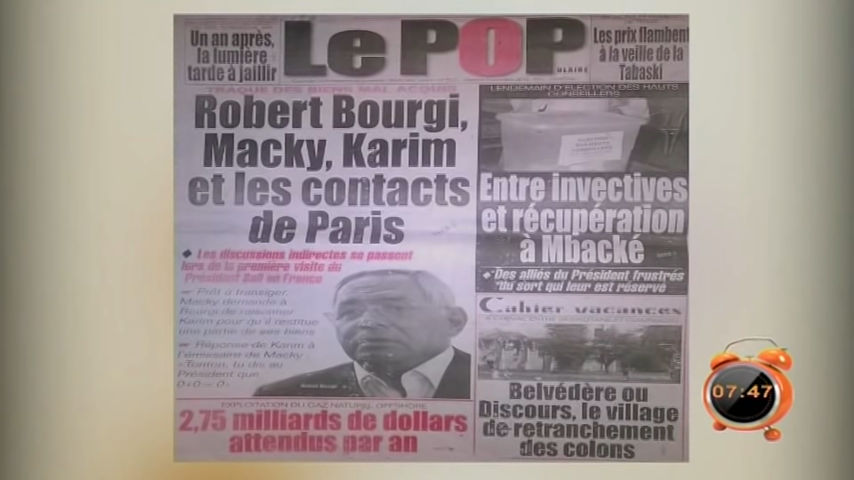 Un an après,
la lumière
tarde à jaillir
Le POP
ULAIRE
Les prix flambent
à la veille de la
Tabaski
TRAQUE DES BIENS MAL ACQUIS
Robert Bourgi,
Macky, Karim
et les contacts
de Paris
Les discussions indirectes se passent
lors de la première visite du
Président Sall en France
Prêt à transiger,
Macky demande à
Bourgi de raisonner
Karim pour qu'il restitue
une partie de ses biens
Réponse de Karim à
l'émissaire de Macky :
«Tonton, tu dis au
Président que
0+0 = 0»
Robert Bourgi
EXPLOITATION DU GAZ NATUREL OFFSHORE
2,75 milliards de dollars
attendus par an
LENDEMAIN D'ELECTION DES HAUTS
CONSEILLERS
Entre invectives
et récupération
à Mbacké
Des alliés du Président frustrés
du sort qui leur est réservé
Cahier vacances
Belvédère ou
Discours, le village
de retranchement
des colons
07:47